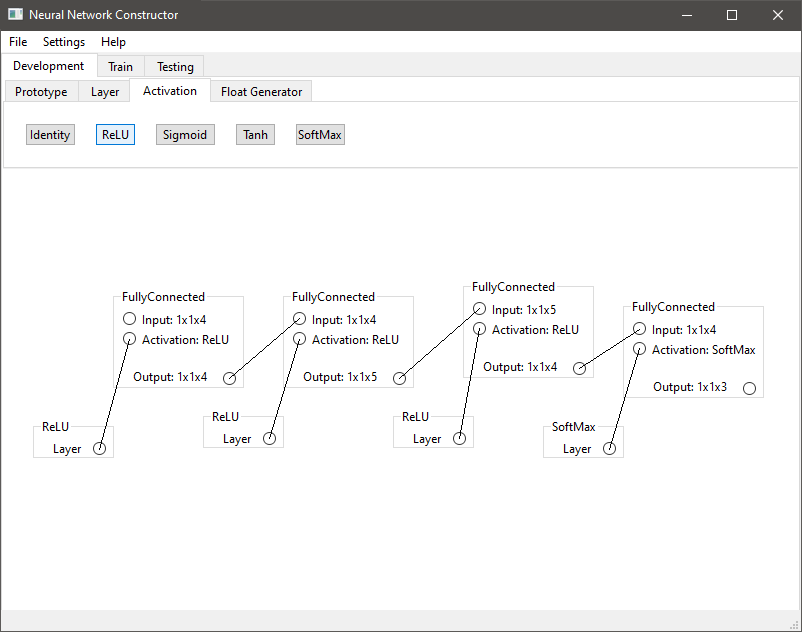 Neural Network Constructor
File Settings Help
Development Train Testing
Prototype Layer Activation Float Generator
Identity ReLU Sigmoid Tanh SoftMax
FullyConnected
Input: 1x1x4
Activation: ReLU
Output: 1x1x4
FullyConnected
Input: 1x1x4
Activation: ReLU
Output: 1x1x5
FullyConnected
Input: 1x1x5
Activation: ReLU
Output: 1x1x4
FullyConnected
Input: 1x1x4
Activation: SoftMax
Output: 1x1x3
ReLU
Layer
ReLU
Layer
ReLU
Layer
SoftMax
Layer